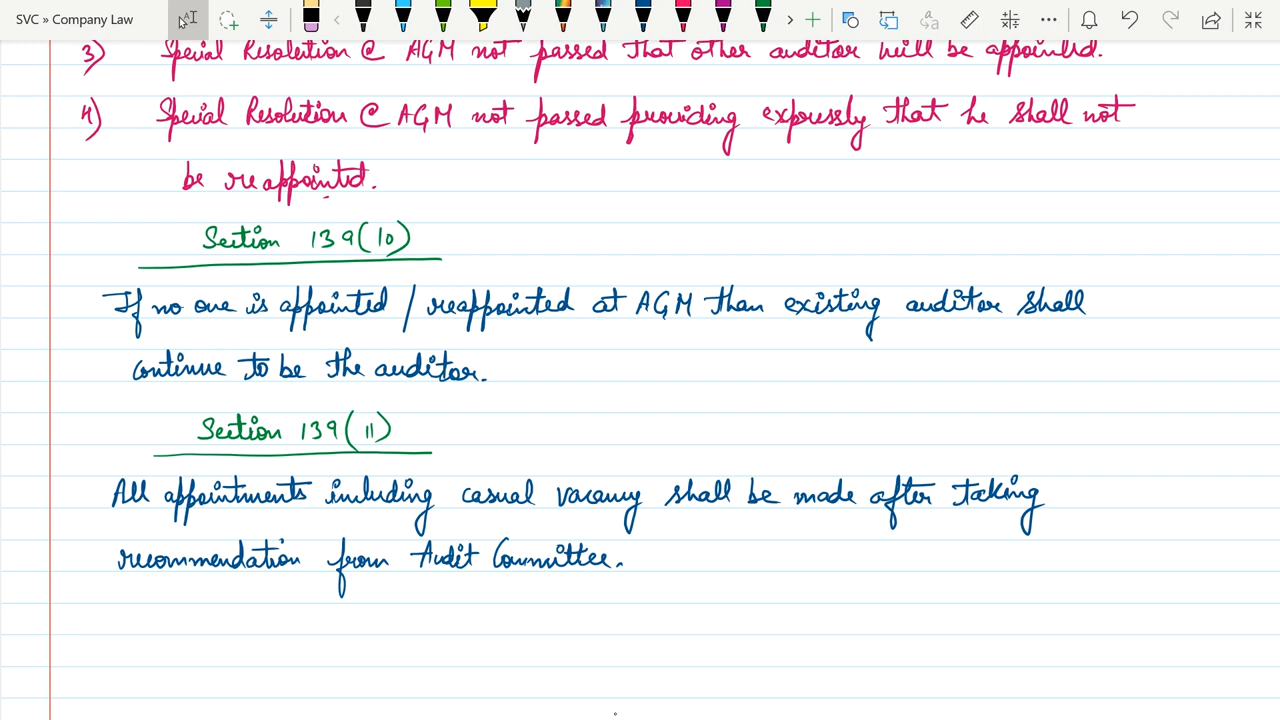 SVC » Company Law
3) Special Resolution @ AGM not passed that other auditor will be appointed.
4) Special Resolution @ AGM not passed providing expressly that he shall not
be reappointed.
Section 139(10)
If no one is appointed / reappointed at AGM than existing auditor shall
continue to be the auditor.
Section 139(11)
All appointments including casual vacancy shall be made after taking
recommendation from Audit Committee.